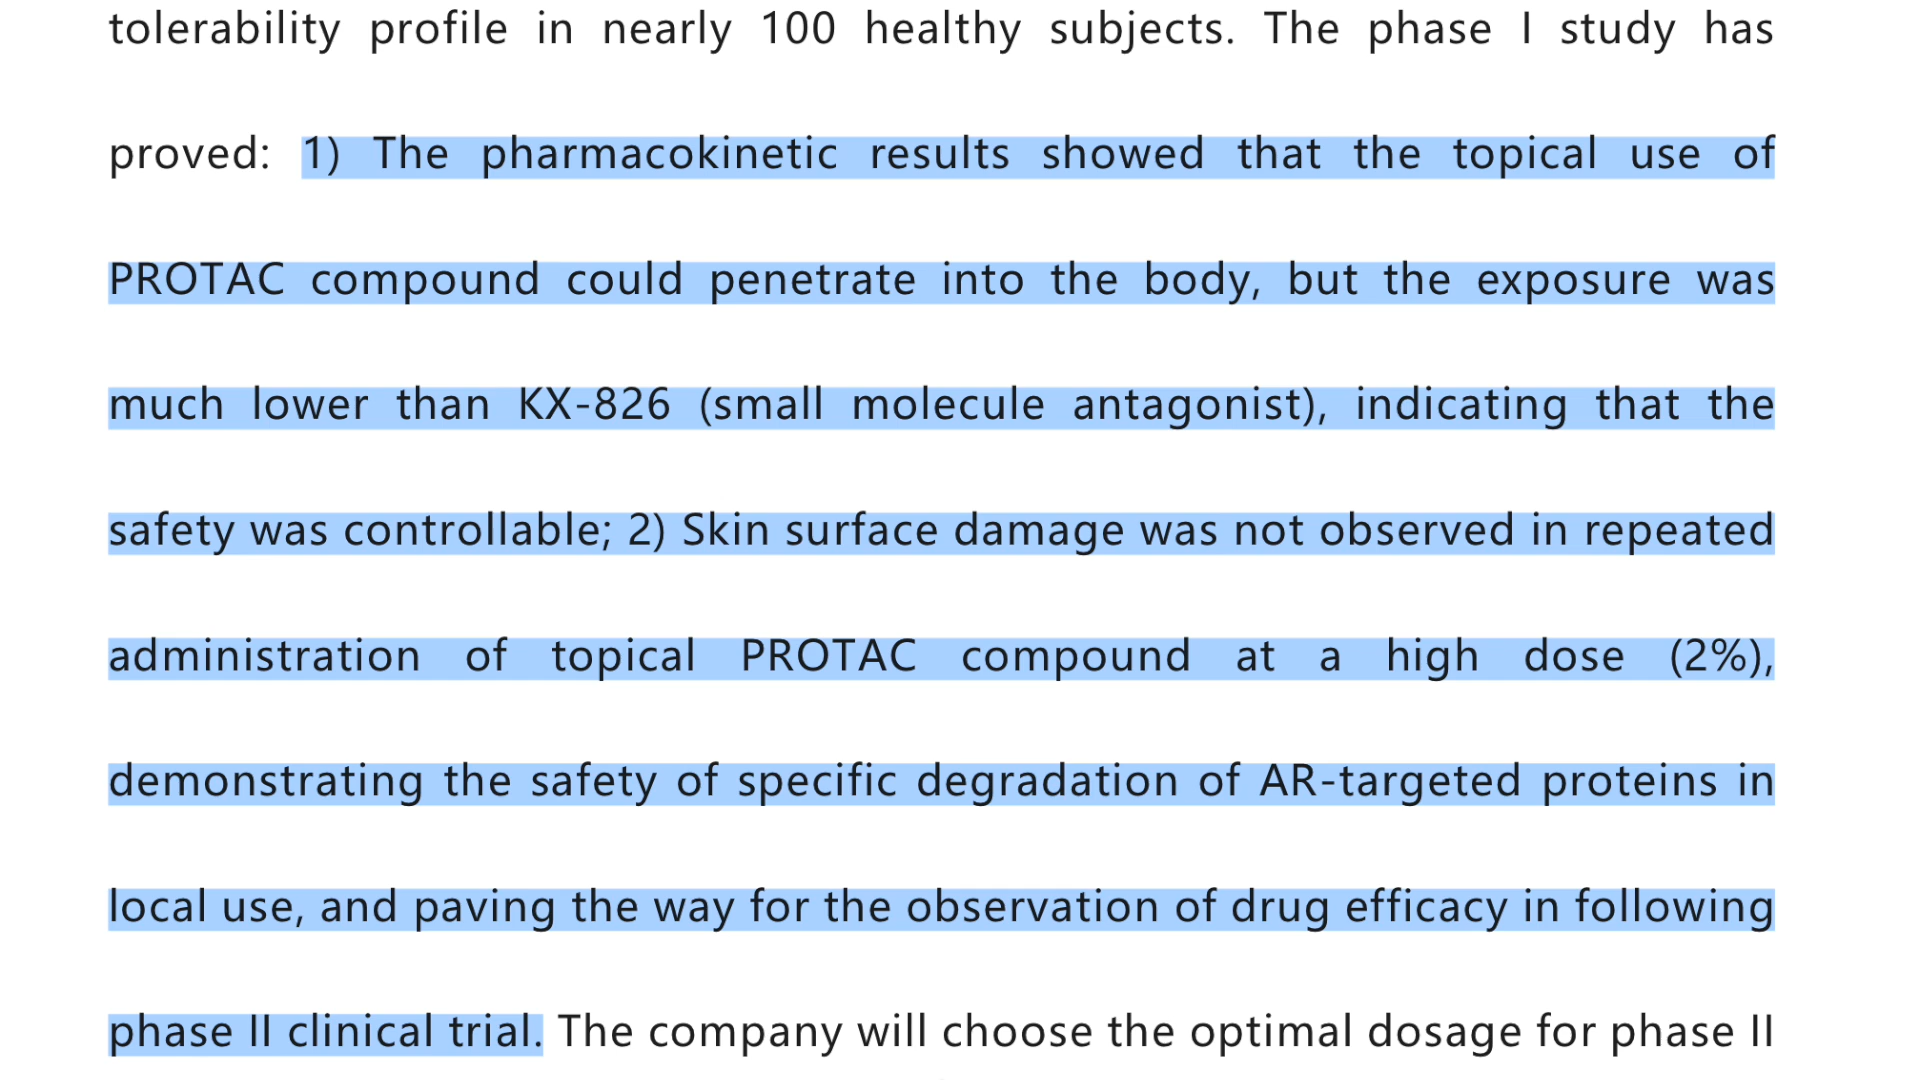 tolerability profile in nearly 100 healthy subjects. The phase I study has
proved: 1) The pharmacokinetic results showed that the topical use of
PROTAC compound could penetrate into the body, but the exposure was
much lower than KX-826 (small molecule antagonist), indicating that the
safety was controllable; 2) Skin surface damage was not observed in repeated
administration of topical PROTAC compound at a high dose (2%),
demonstrating the safety of specific degradation of AR-targeted proteins in
local use, and paving the way for the observation of drug efficacy in following
phase II clinical trial. The company will choose the optimal dosage for phase II